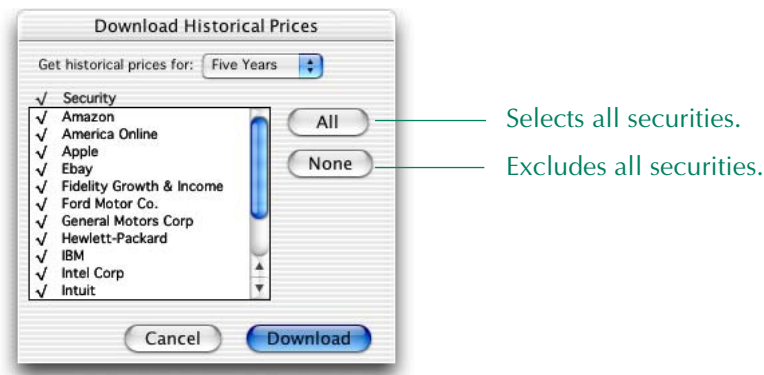 Download Historical Prices
Get historical prices for: Five Years
√ Security
√ Amazon
√ America Online
√ Apple
√ Ebay
√ Fidelity Growth & Income
√ Ford Motor Co.
√ General Motors Corp
√ Hewlett-Packard
√ IBM
√ Intel Corp
√ Intuit
All
Selects all securities.
None
Excludes all securities.
Cancel
Download